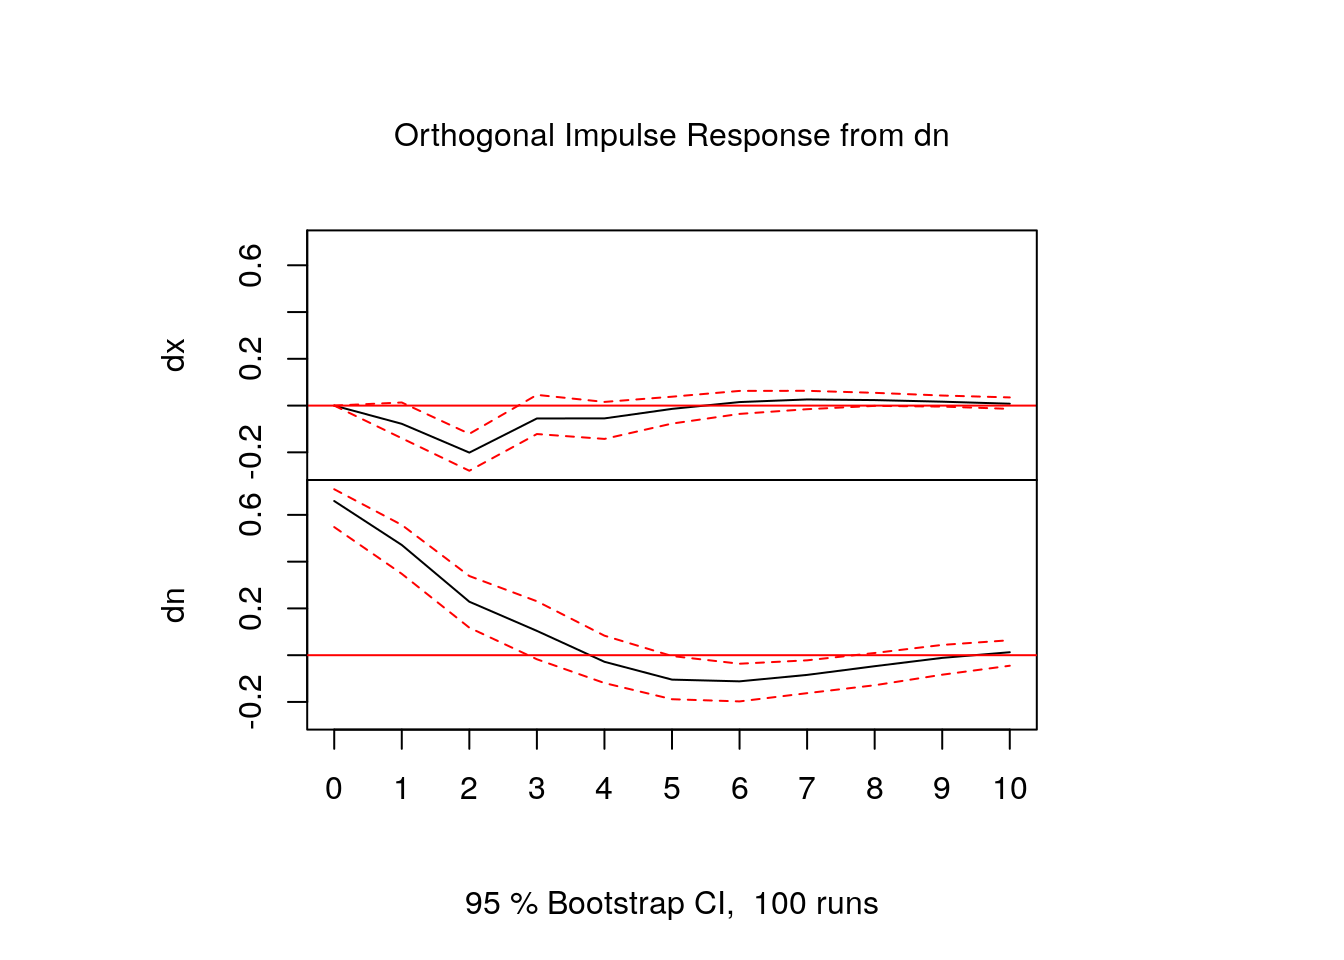 Orthogonal Impulse Response from dn
dx
0.6
0.2
-0.2
dn
0.6
0.2
-0.2
0 1 2 3 4 5 6 7 8 9 10
95 % Bootstrap CI,  100 runs